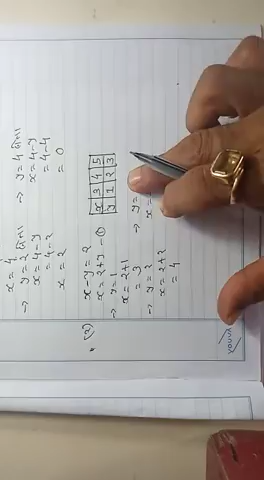 x = 4
→ y = 2 લેતા
x = 4-y
= 4-2
x = 2
→ y = 4 લેતા
x = 4-y
= 4-4
= 0
(2) x-y = 2
x = 2+y -①
→ y = 1
x = 2+1
= 3
→ y = 2
x = 2+2
= 4
x 3 4 5
y 1 2 3
→ y =
x =